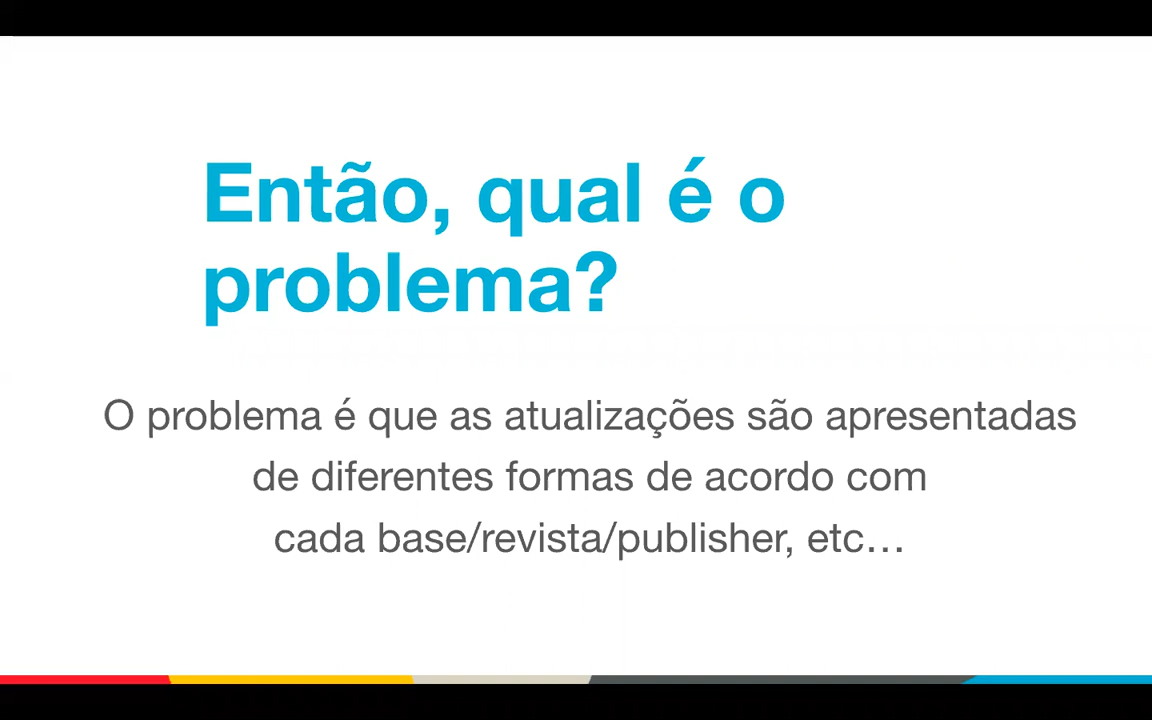 Então, qual é o
problema?
O problema é que as atualizações são apresentadas
de diferentes formas de acordo com
cada base/revista/publisher, etc…